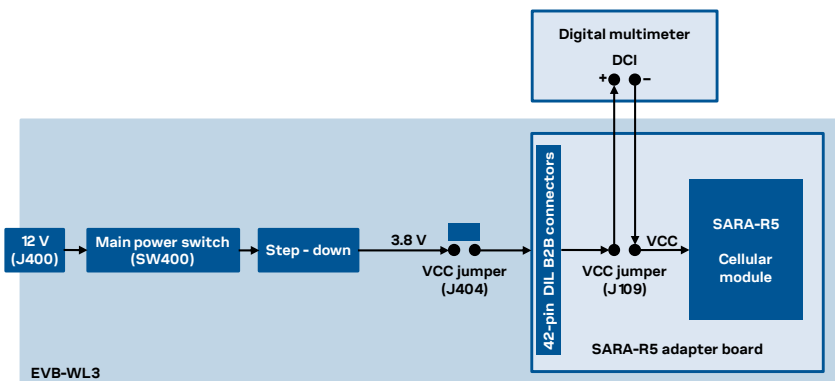 Digital multimeter
DCI
+
–
42-pin DIL B2B connectors
12 V
(J400)
Main power switch
(SW400)
Step - down
3.8 V
VCC jumper
(J404)
VCC jumper
(J109)
VCC
SARA-R5
Cellular
module
SARA-R5 adapter board
EVB-WL3